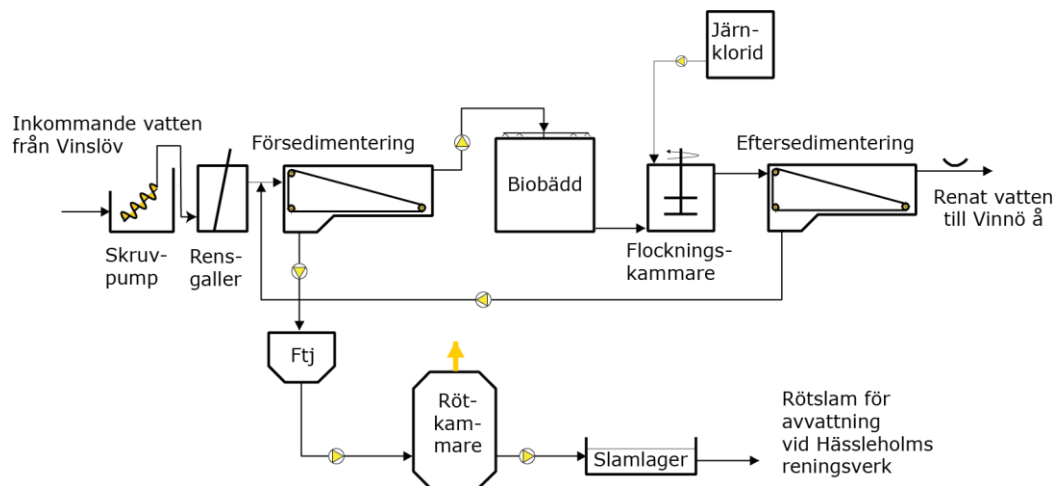 Järn-
klorid
Inkommande vatten
från Vinslöv
Försedimentering
Eftersedimentering
Biobädd
Renat vatten
till Vinnö å
Skruv-
pump
Rens-
galler
Flocknings-
kammare
Ftj
Röt-
kam-
mare
Slamlager
Rötslam för
avvattning
vid Hässleholms
reningsverk